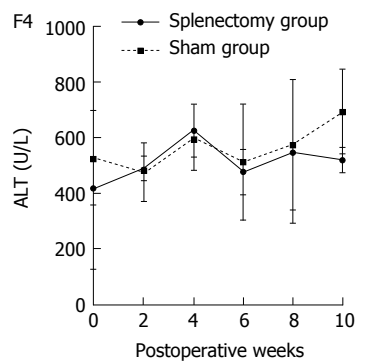 F4
Splenectomy group
Sham group
ALT (U/L)
1000
800
600
400
200
0
0 2 4 6 8 10
Postoperative weeks